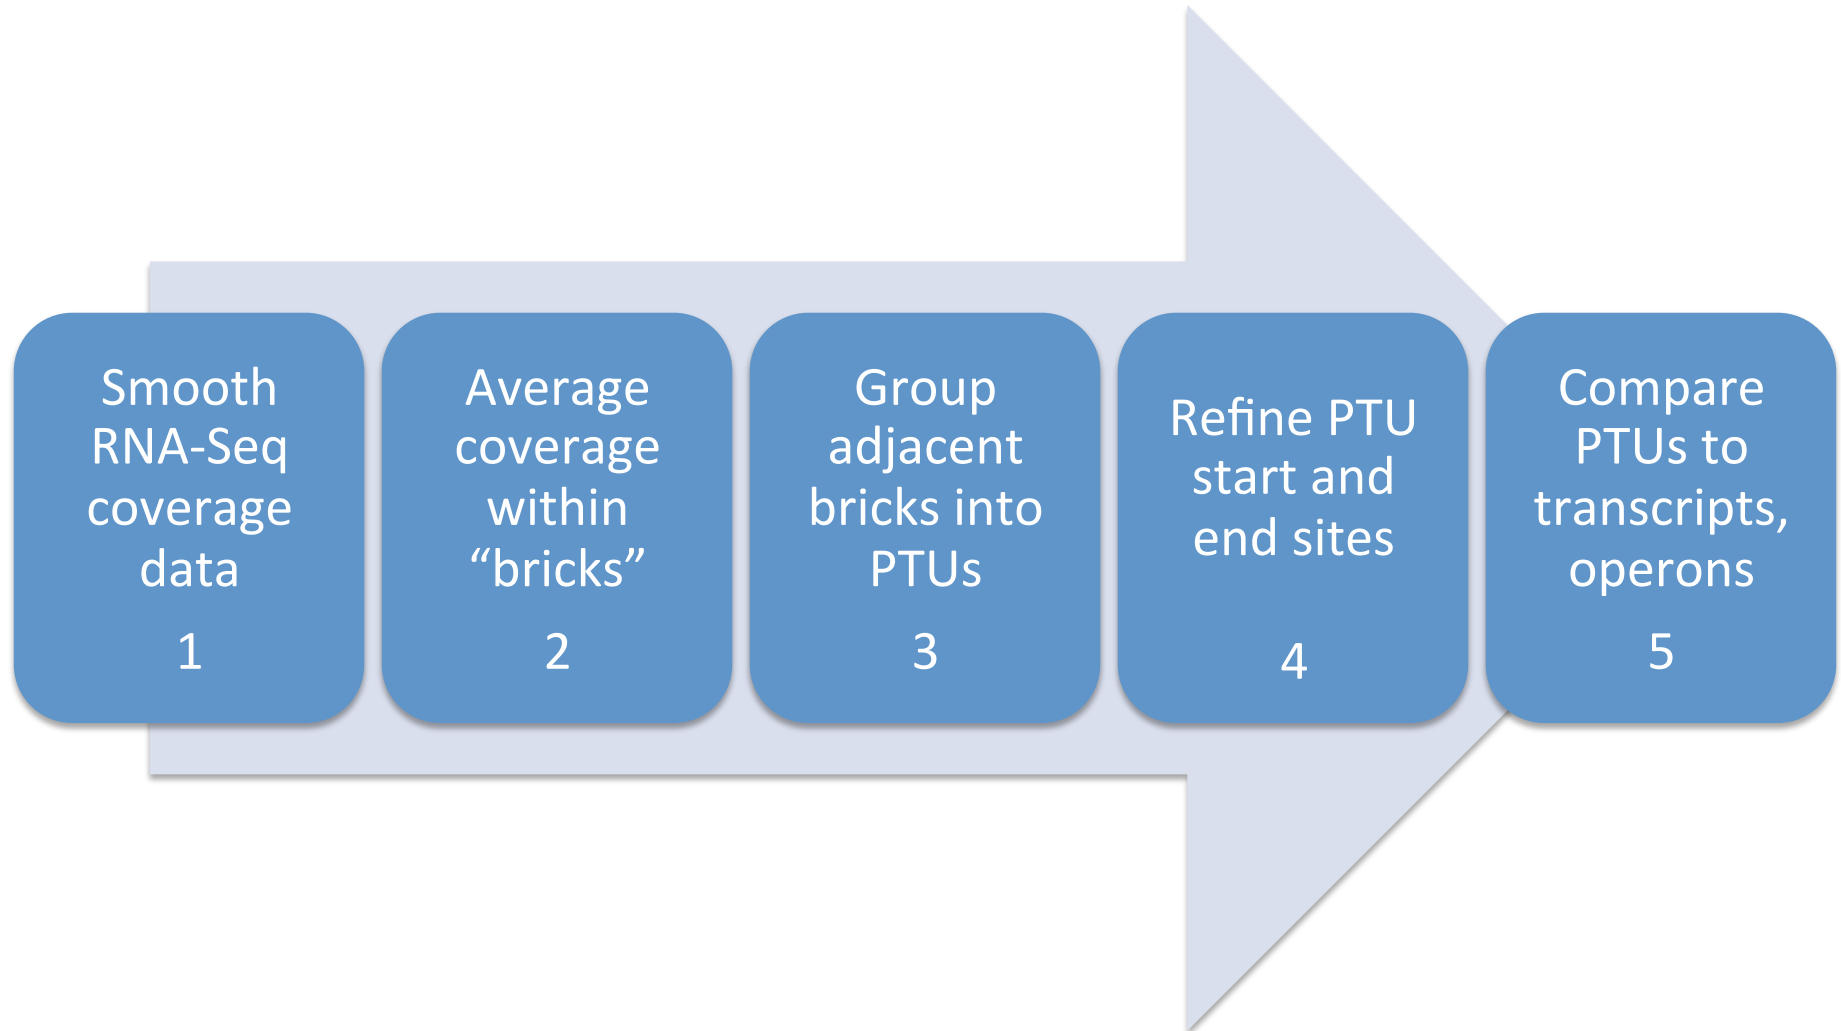 Smooth
RNA-Seq
coverage
data
1
Average
coverage
within
“bricks”
2
Group
adjacent
bricks into
PTUs
3
Refine PTU
start and
end sites
4
Compare
PTUs to
transcripts,
operons
5